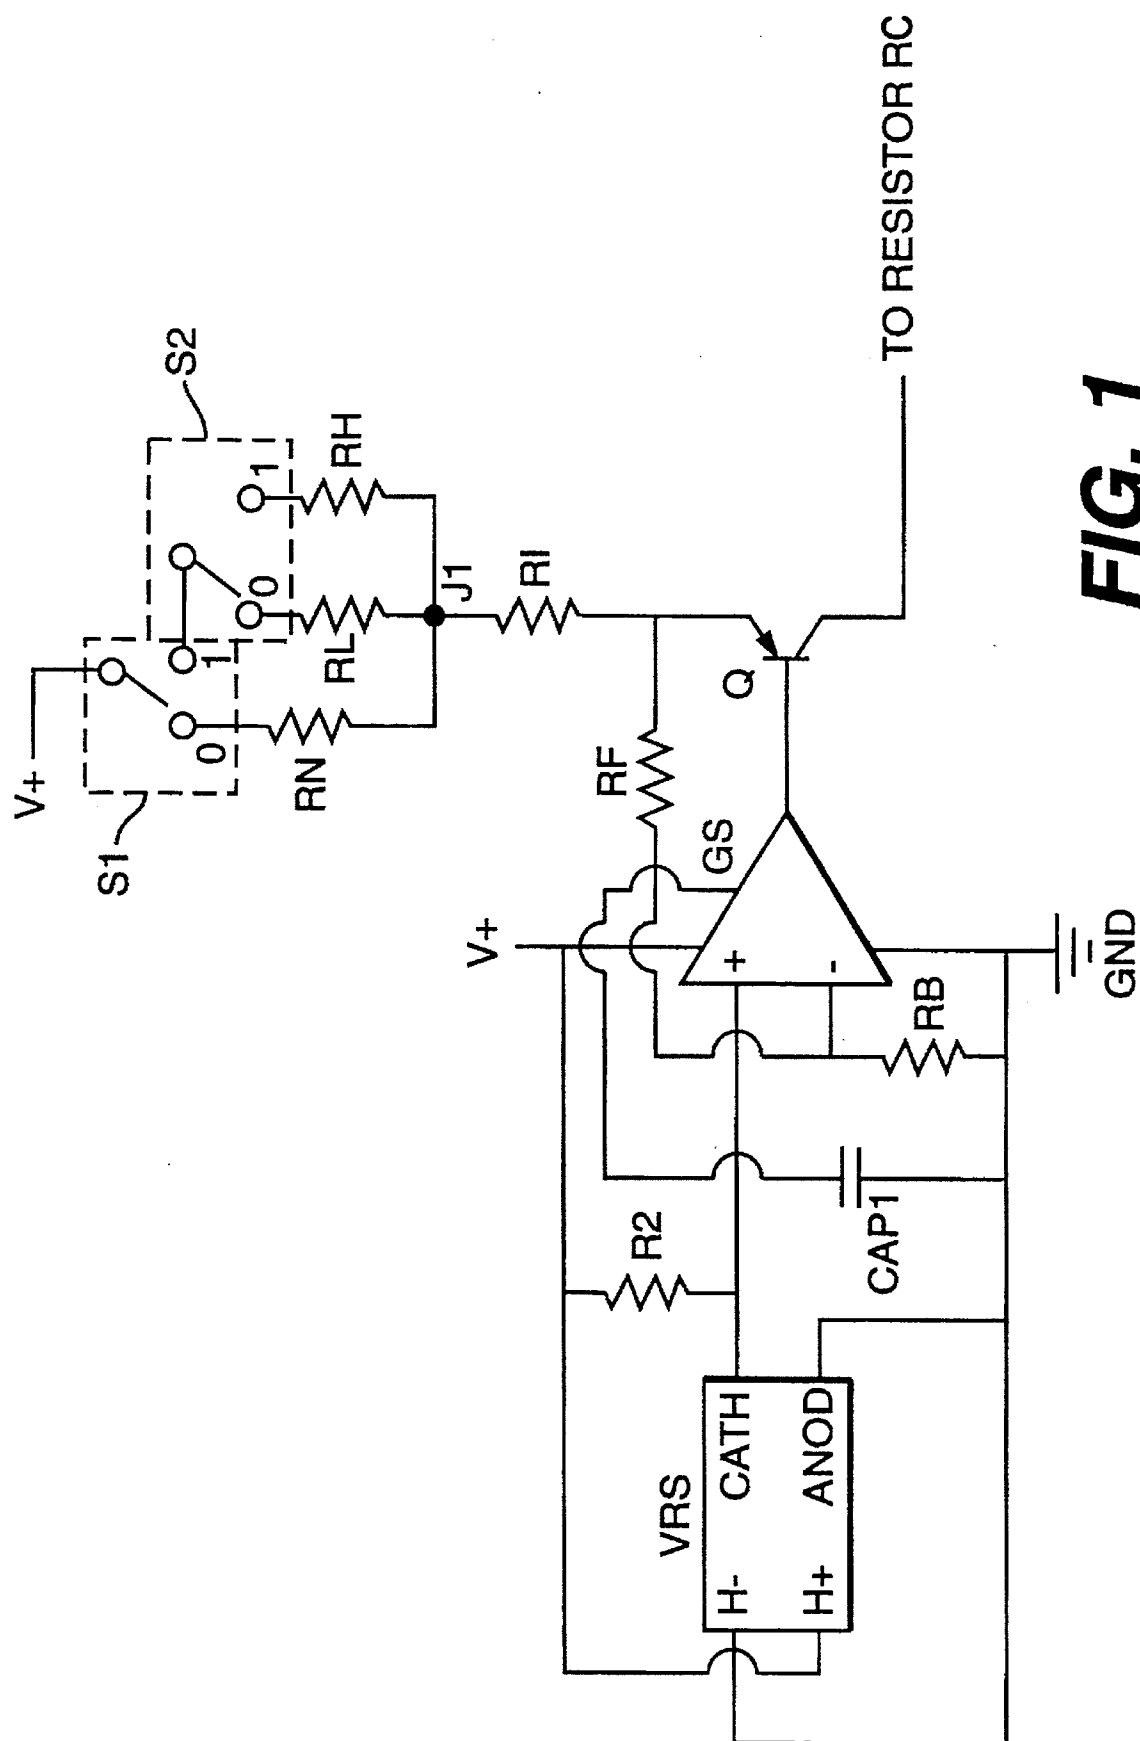 V+
S1
S2
0
1
0
1
RN
RL
RH
J1
RI
V+
RF
GS
Q
+
-
RB
GND
R2
CAP1
VRS
H-
CATH
H+
ANOD
TO RESISTOR RC
FIG. 1